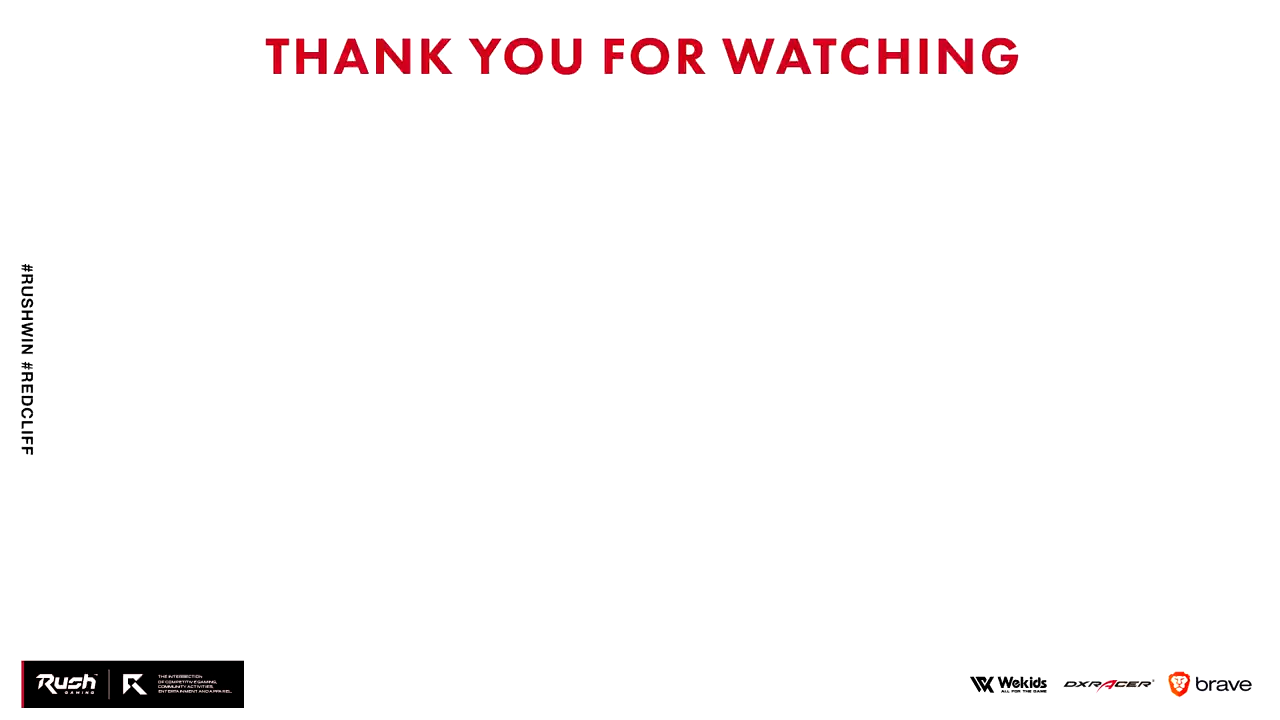 THANK YOU FOR WATCHING
#RUSHWIN #REDCLIFF
Rush
GAMING
THE INTERSECTION
OF COMPETITIVE GAMING,
COMMUNITY ACTIVITIES,
ENTERTAINMENT AND APPAREL.
Wekids
ALL FOR THE GAME
DXRACER
brave